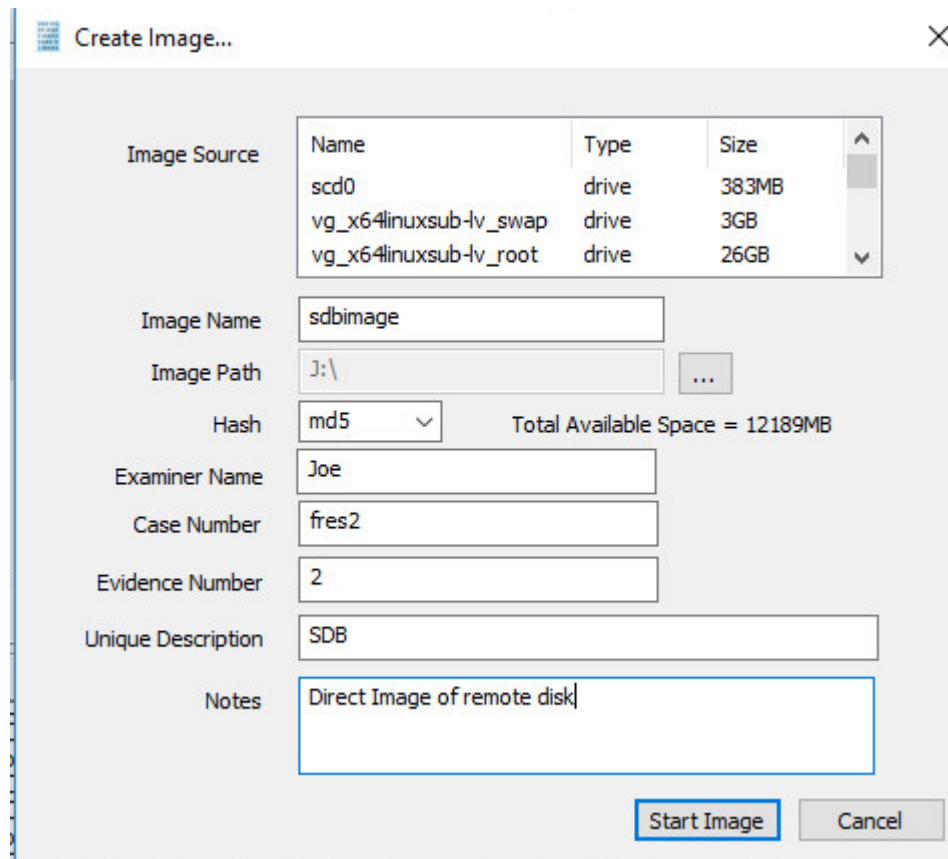 Create Image...
Image Source
Name Type Size
scd0 drive 383MB
vg_x64linuxsub-lv_swap drive 3GB
vg_x64linuxsub-lv_root drive 26GB
Image Name sdbimage
Image Path J:\ ...
Hash md5 Total Available Space = 12189MB
Examiner Name Joe
Case Number fres2
Evidence Number 2
Unique Description SDB
Notes Direct Image of remote disk
Start Image Cancel